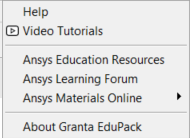 Help
Video Tutorials
Ansys Education Resources
Ansys Learning Forum
Ansys Materials Online
About Granta EduPack